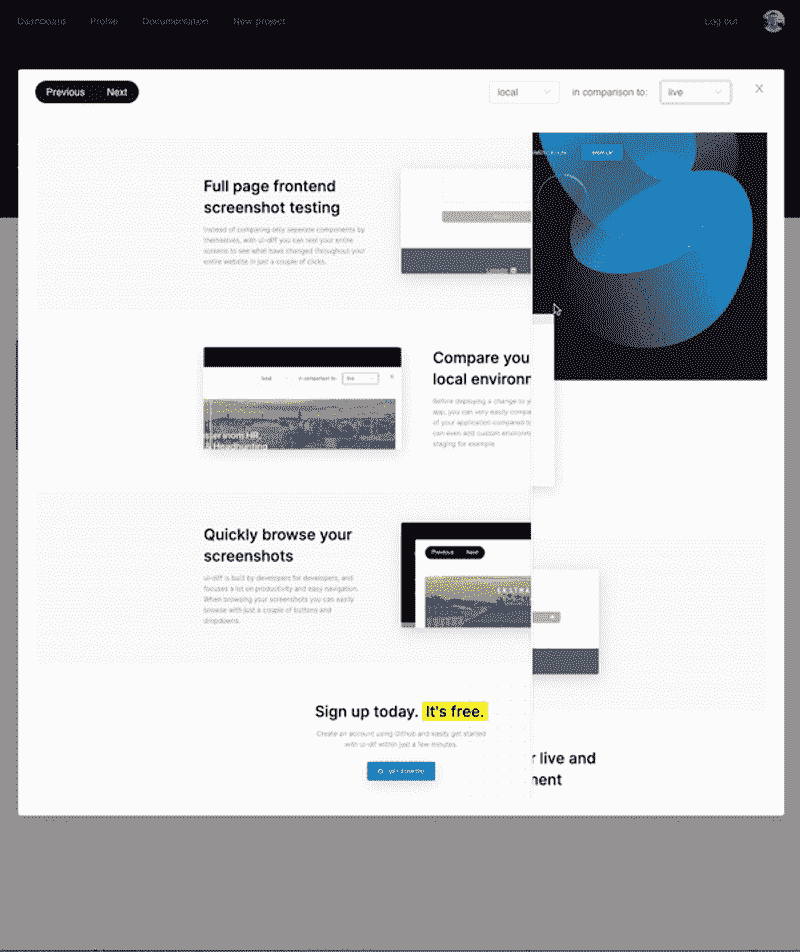 Dashboard Profile Documentation New project Log out
Previous Next local in comparison to: live
Full page frontend
screenshot testing
Instead of comparing only seperate components by
themselves, with ui-diff you can test your entire
screens to see what have changed throughout your
entire website in just a couple of clicks.
local in comparison to: live
Compare you
local environm
Before deploying a change to y
app, you can very easily compa
of your application compared to
can even add custom environm
staging for example.
Quickly browse your
screenshots
ui-diff is built by developers for developers, and
focuses a lot on productivity and easy navigation.
When browsing your screenshots you can easily
browse with just a couple of buttons and
dropdowns.
Previous Next
Sign up today. It's free.
Create an account using Github and easily get started
with ui-diff within just a few minutes.
r live and
nent